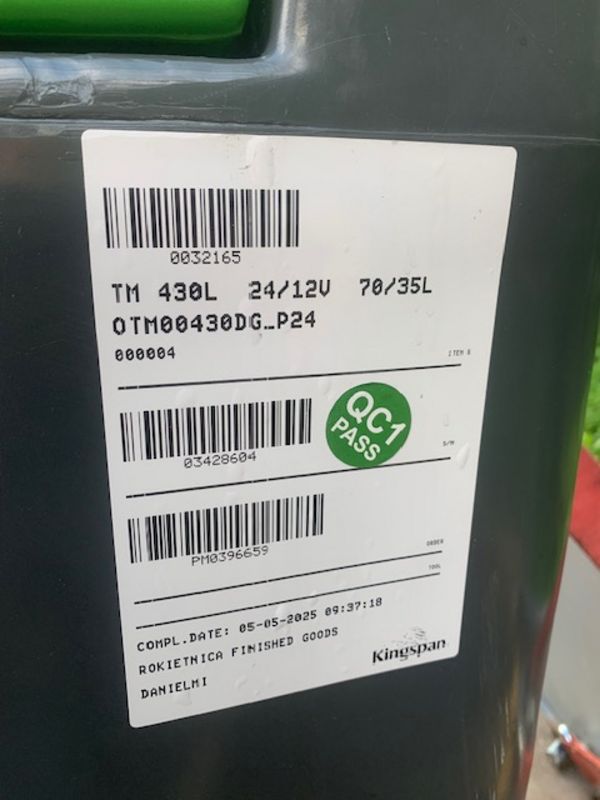 0032165
TM 430L 24/12V 70/35L
OTM00430DG_P24
000004
ITEM #
03428604
QC1
PASS
S/N
PM0396659
ORDER
TOOL
COMPL.DATE: 05-05-2025 09:37:18
ROKIETNICA FINISHED GOODS
DANIELMI
Kingspan